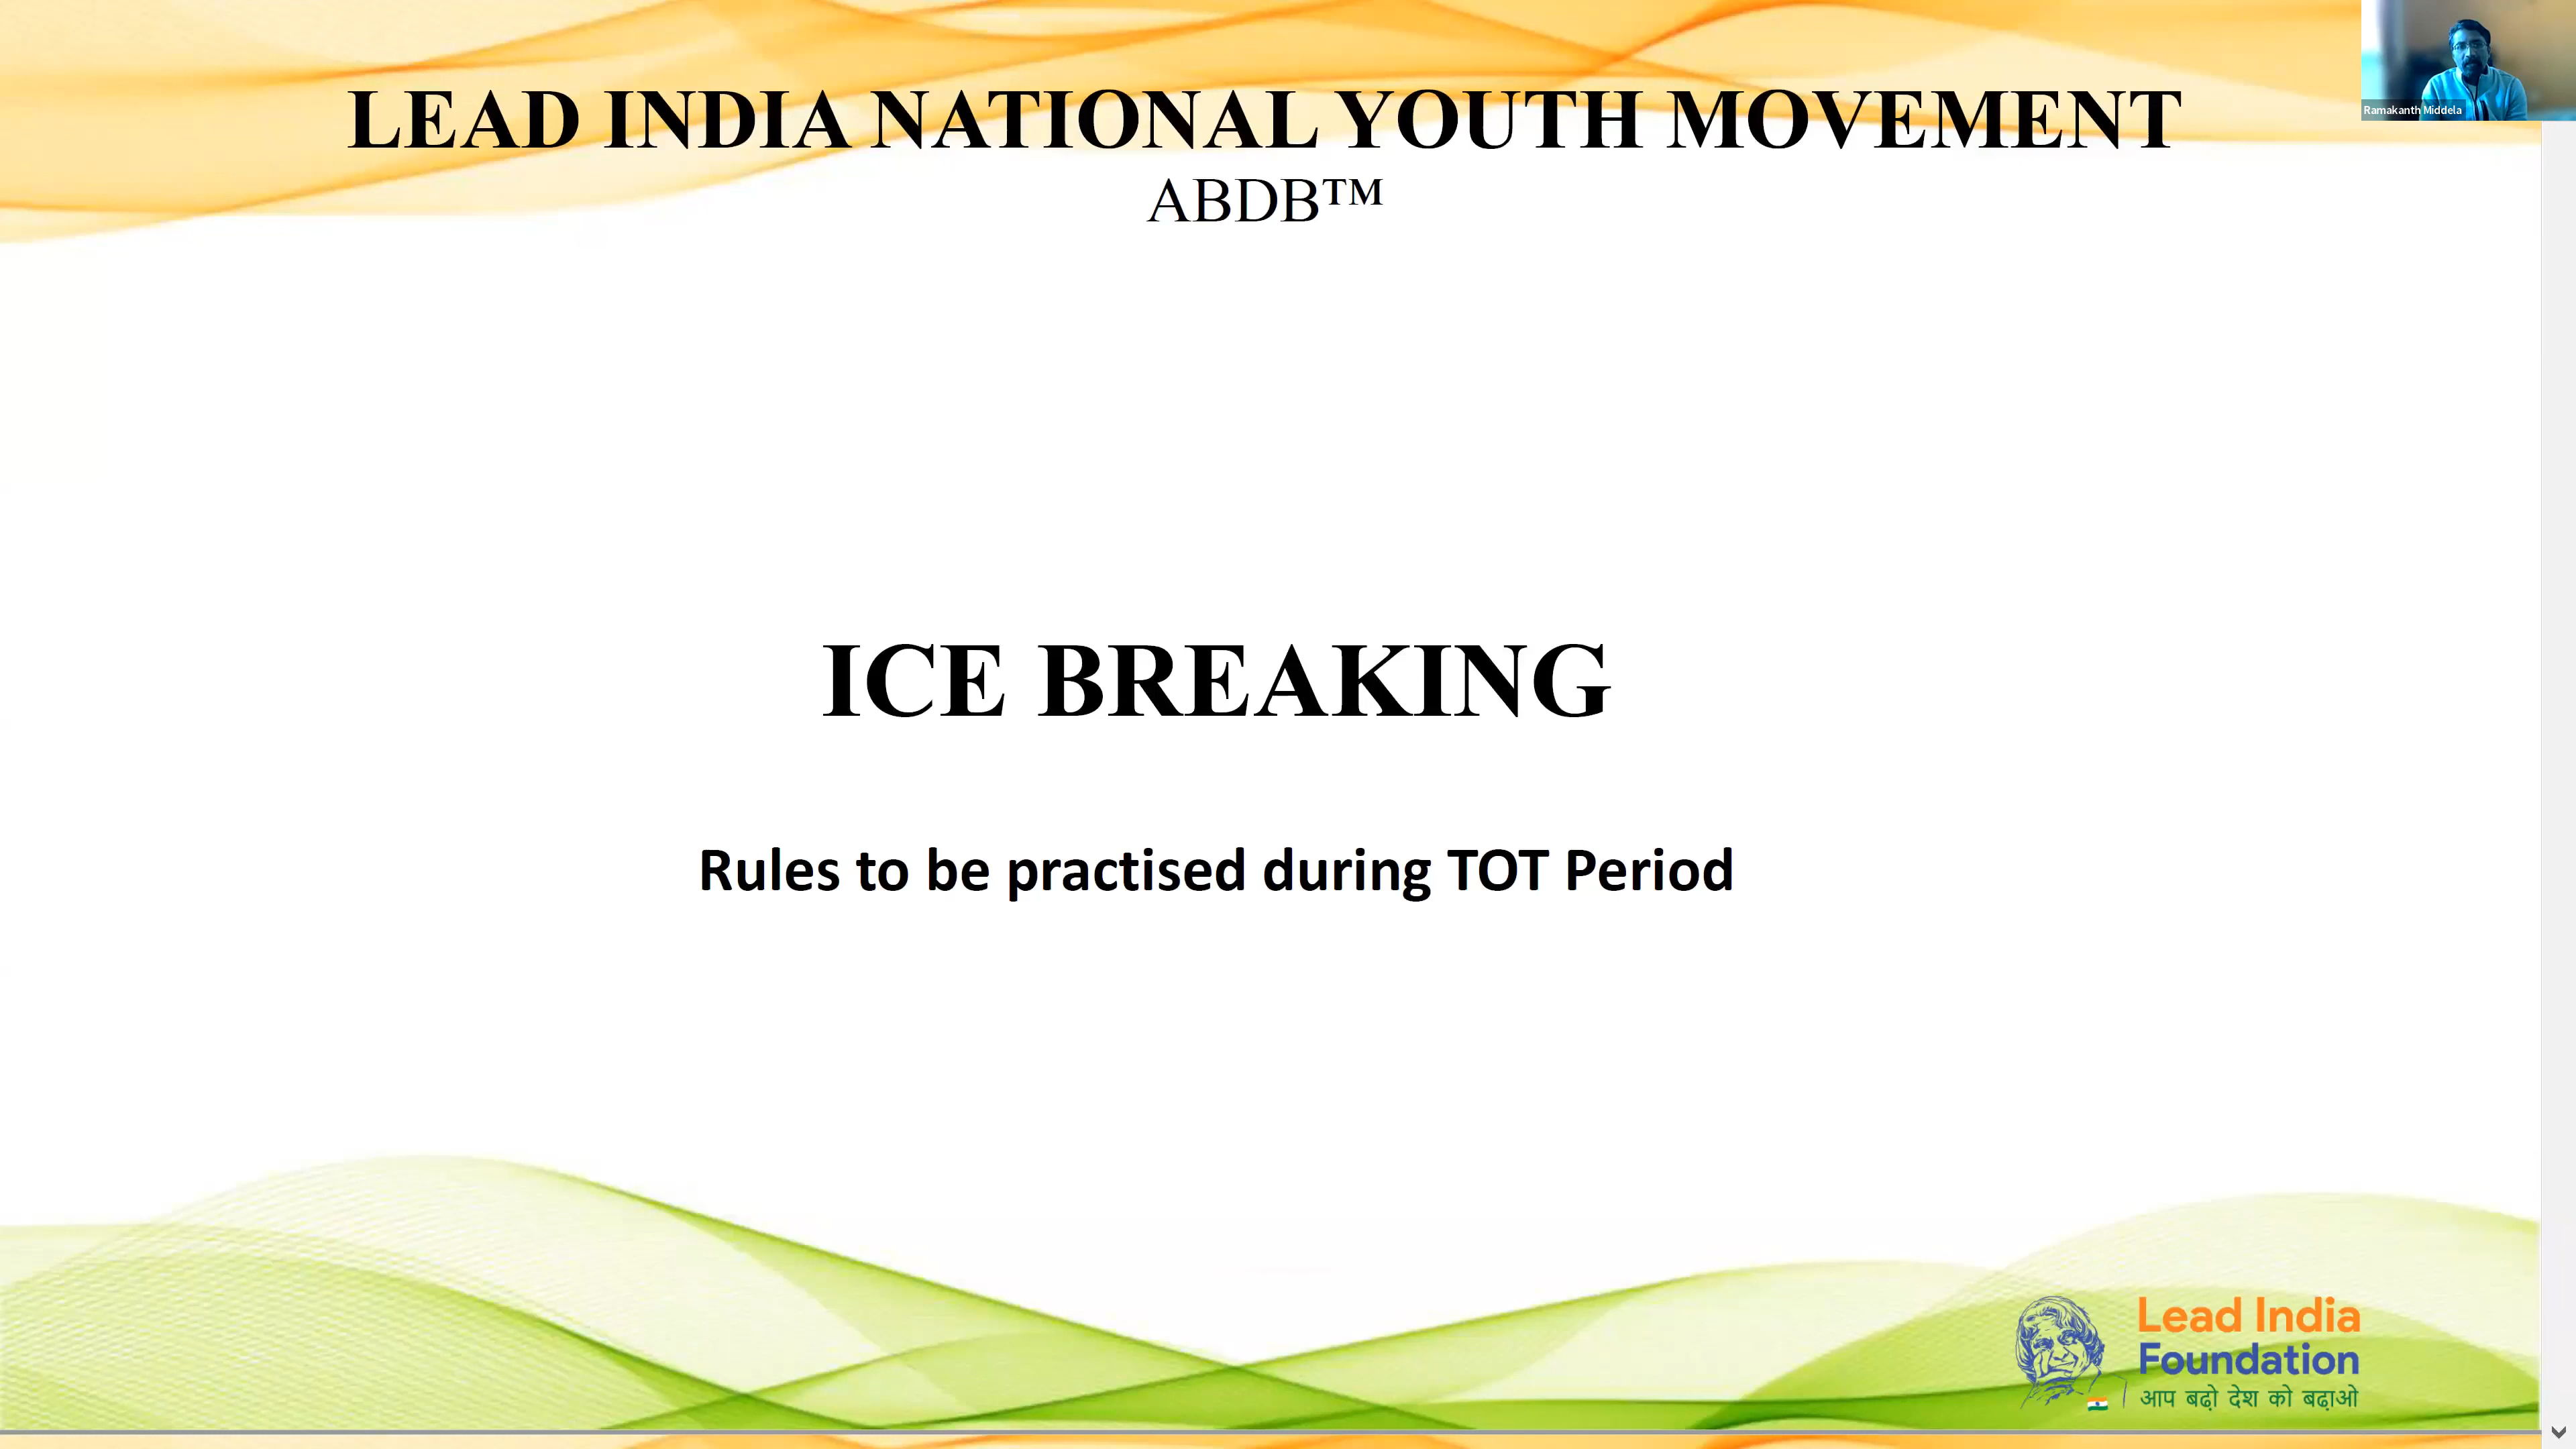 LEAD INDIA NATIONAL YOUTH MOVEMENT
ABDB™
Ramakanth Middela
ICE BREAKING
Rules to be practised during TOT Period
Lead India
Foundation
आप बढ़ो देश को बढ़ाओ